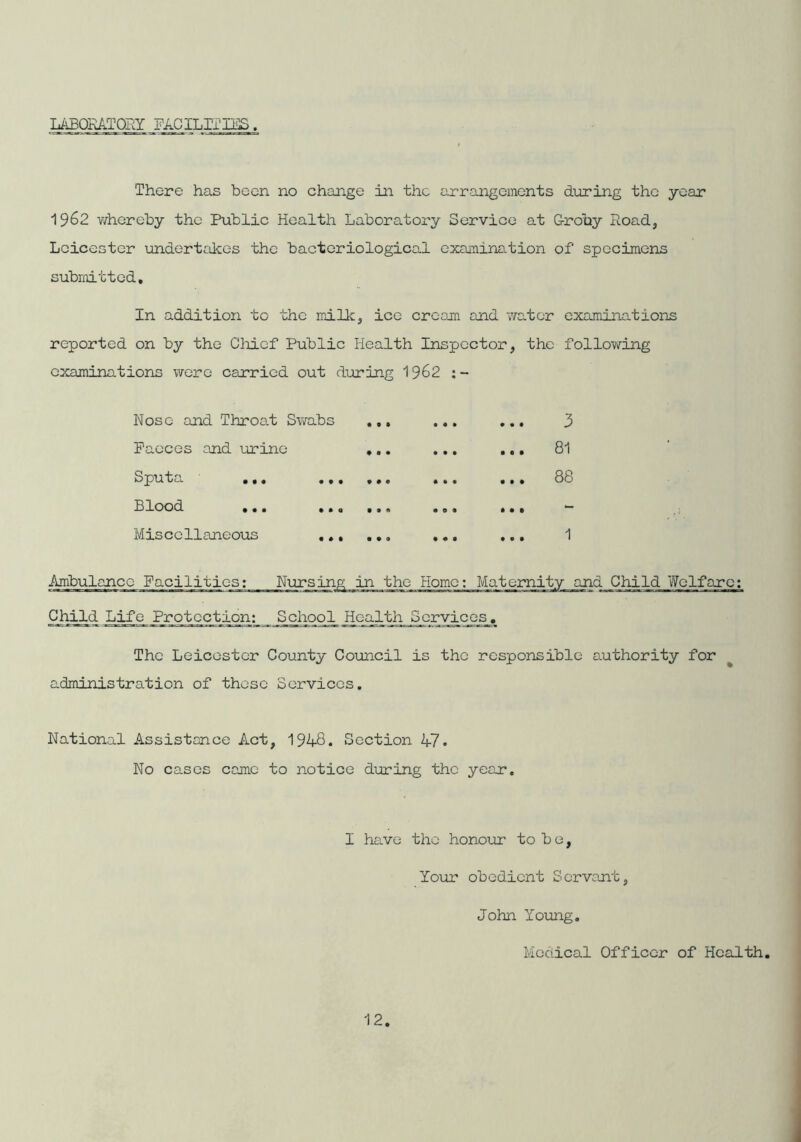 LABORATORY FACILITIES.
There has been no change in the arrangements during the year
1962 whereby the Public Health Laboratory Service at Groby Road,
Leicester undertakes the bacteriological examination of specimens
submitted.
In addition to the milk, ice cream and water examinations
reported on by the Chief Public Health Inspector, the following
examinations were carried out during 1962 :-
Nose and Throat Swabs ... ... ... 3
Faeces and urine ... ... ... 81
Sputa ... ... ... ... ... 88
Blood ... ... ... ... ... -
Miscellaneous ... ... ... ... 1
Ambulance Facilities: Nursing in the Home: Maternity and Child Welfare:
Child Life Protection: School Health Services.
The Leicester County Council is the responsible authority for
administration of these Services.
National Assistance Act, 1948. Section 47.
No cases came to notice during the year.
I have the honour to be,
Your obedient Servant,
John Young.
Medical Officer of Health.
12.